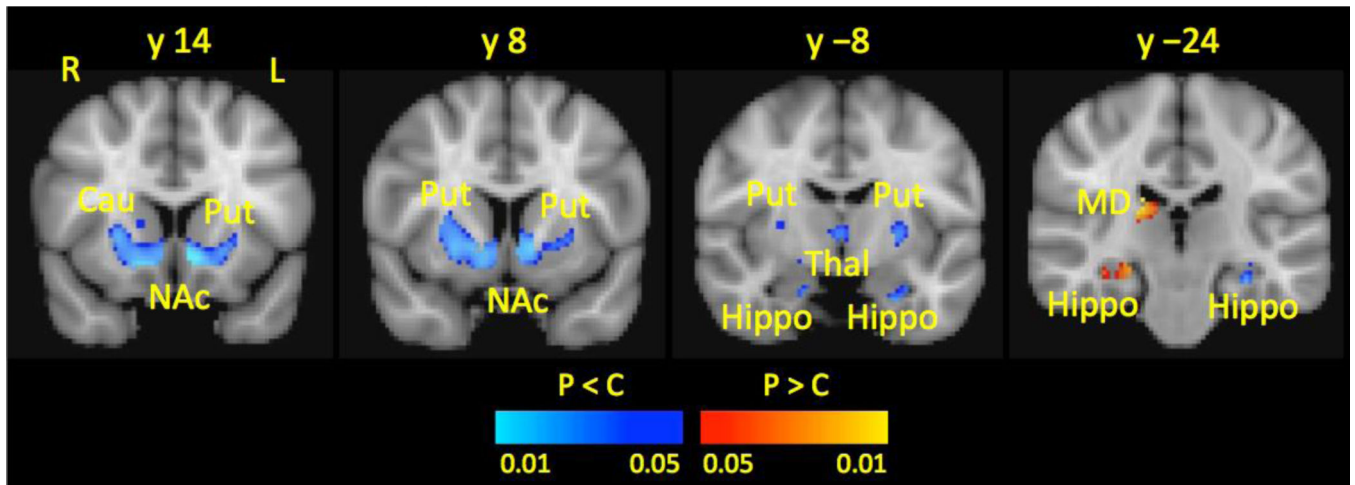 y 14 y 8 y −8 y −24
R L
Cau Put Put Put Put Put MD
Thal
NAc NAc Hippo Hippo Hippo Hippo
P < C P > C
0.01 0.05 0.05 0.01